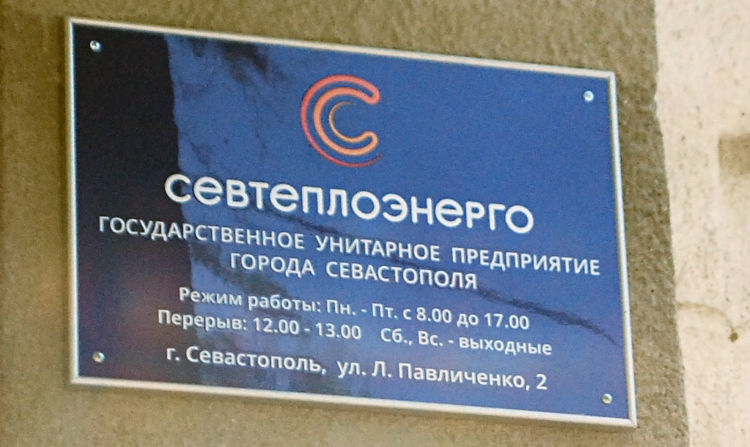 севтеплоэнерго
ГОСУДАРСТВЕННОЕ УНИТАРНОЕ ПРЕДПРИЯТИЕ
ГОРОДА СЕВАСТОПОЛЯ
Режим работы: Пн. - Пт. с 8.00 до 17.00
Перерыв: 12.00 - 13.00 Сб., Вс. - выходные
г. Севастополь, ул. Л. Павличенко, 2